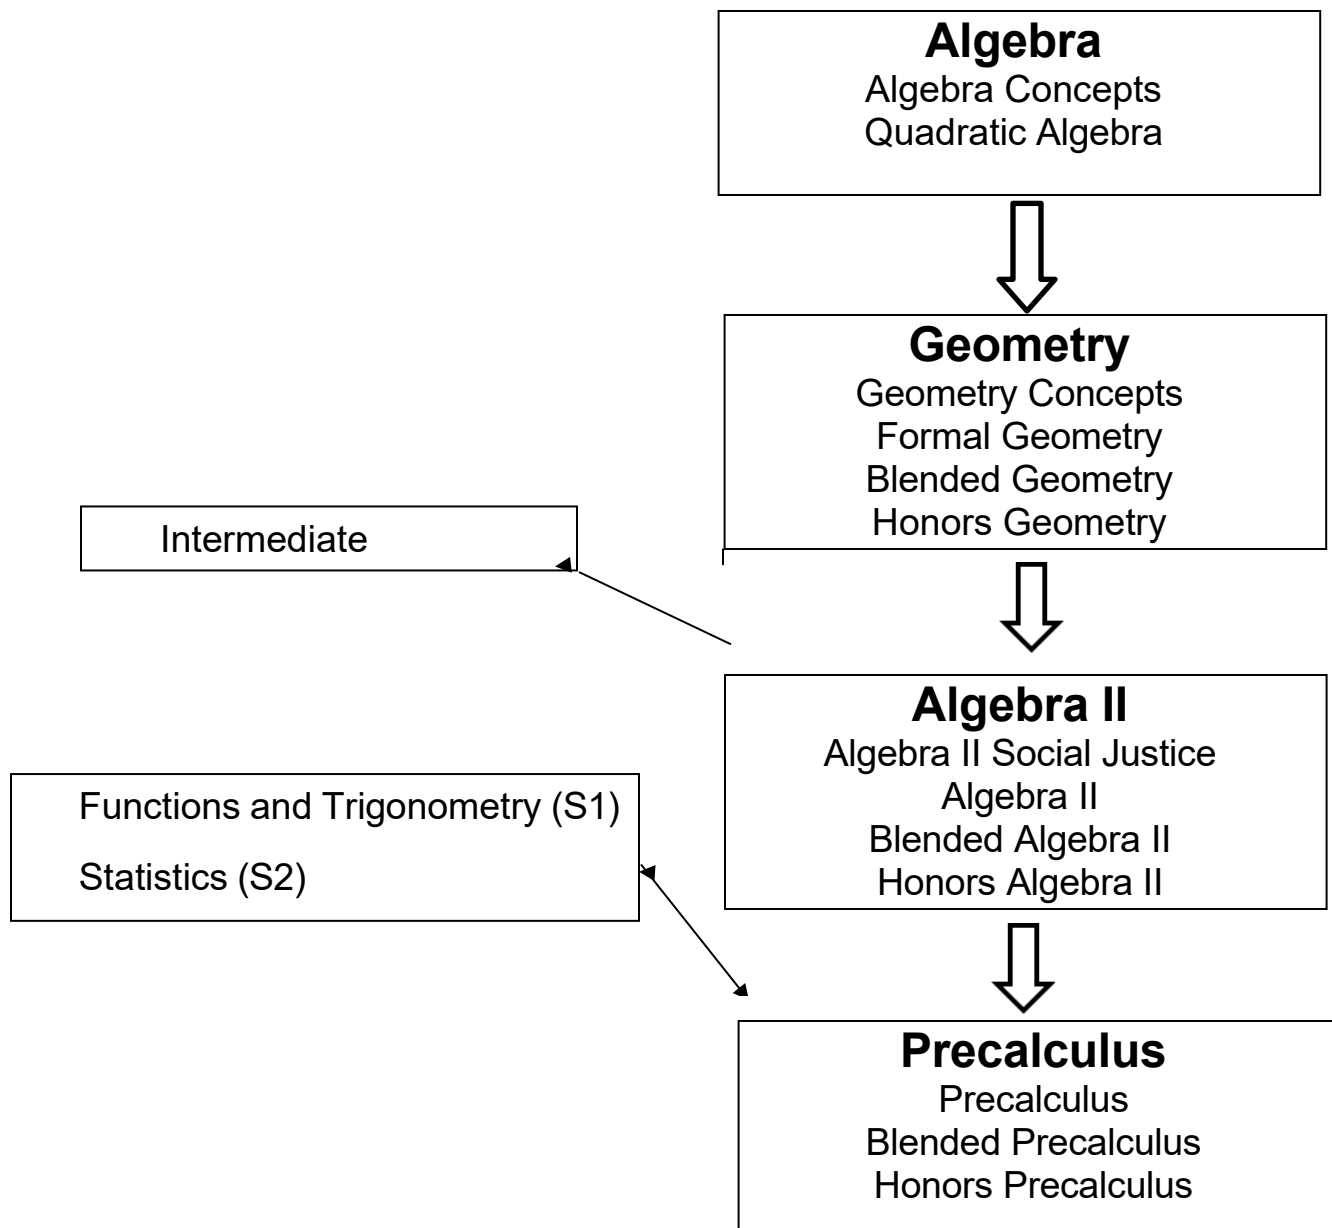 Algebra
Algebra Concepts
Quadratic Algebra
Geometry
Geometry Concepts
Formal Geometry
Blended Geometry
Honors Geometry
Intermediate
Algebra II
Algebra II Social Justice
Algebra II
Blended Algebra II
Honors Algebra II
Functions and Trigonometry (S1)
Statistics (S2)
Precalculus
Precalculus
Blended Precalculus
Honors Precalculus